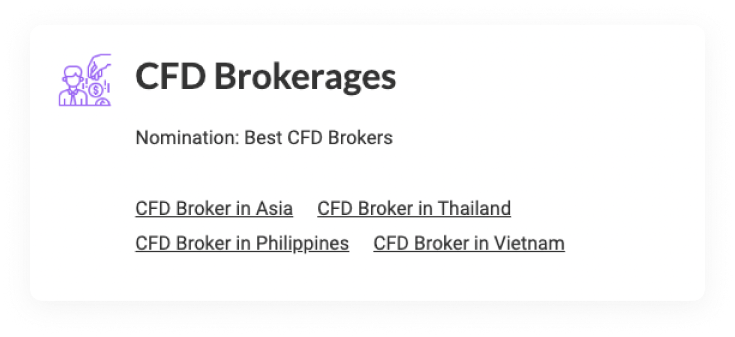 CFD Brokerages
Nomination: Best CFD Brokers
CFD Broker in Asia CFD Broker in Thailand
CFD Broker in Philippines CFD Broker in Vietnam